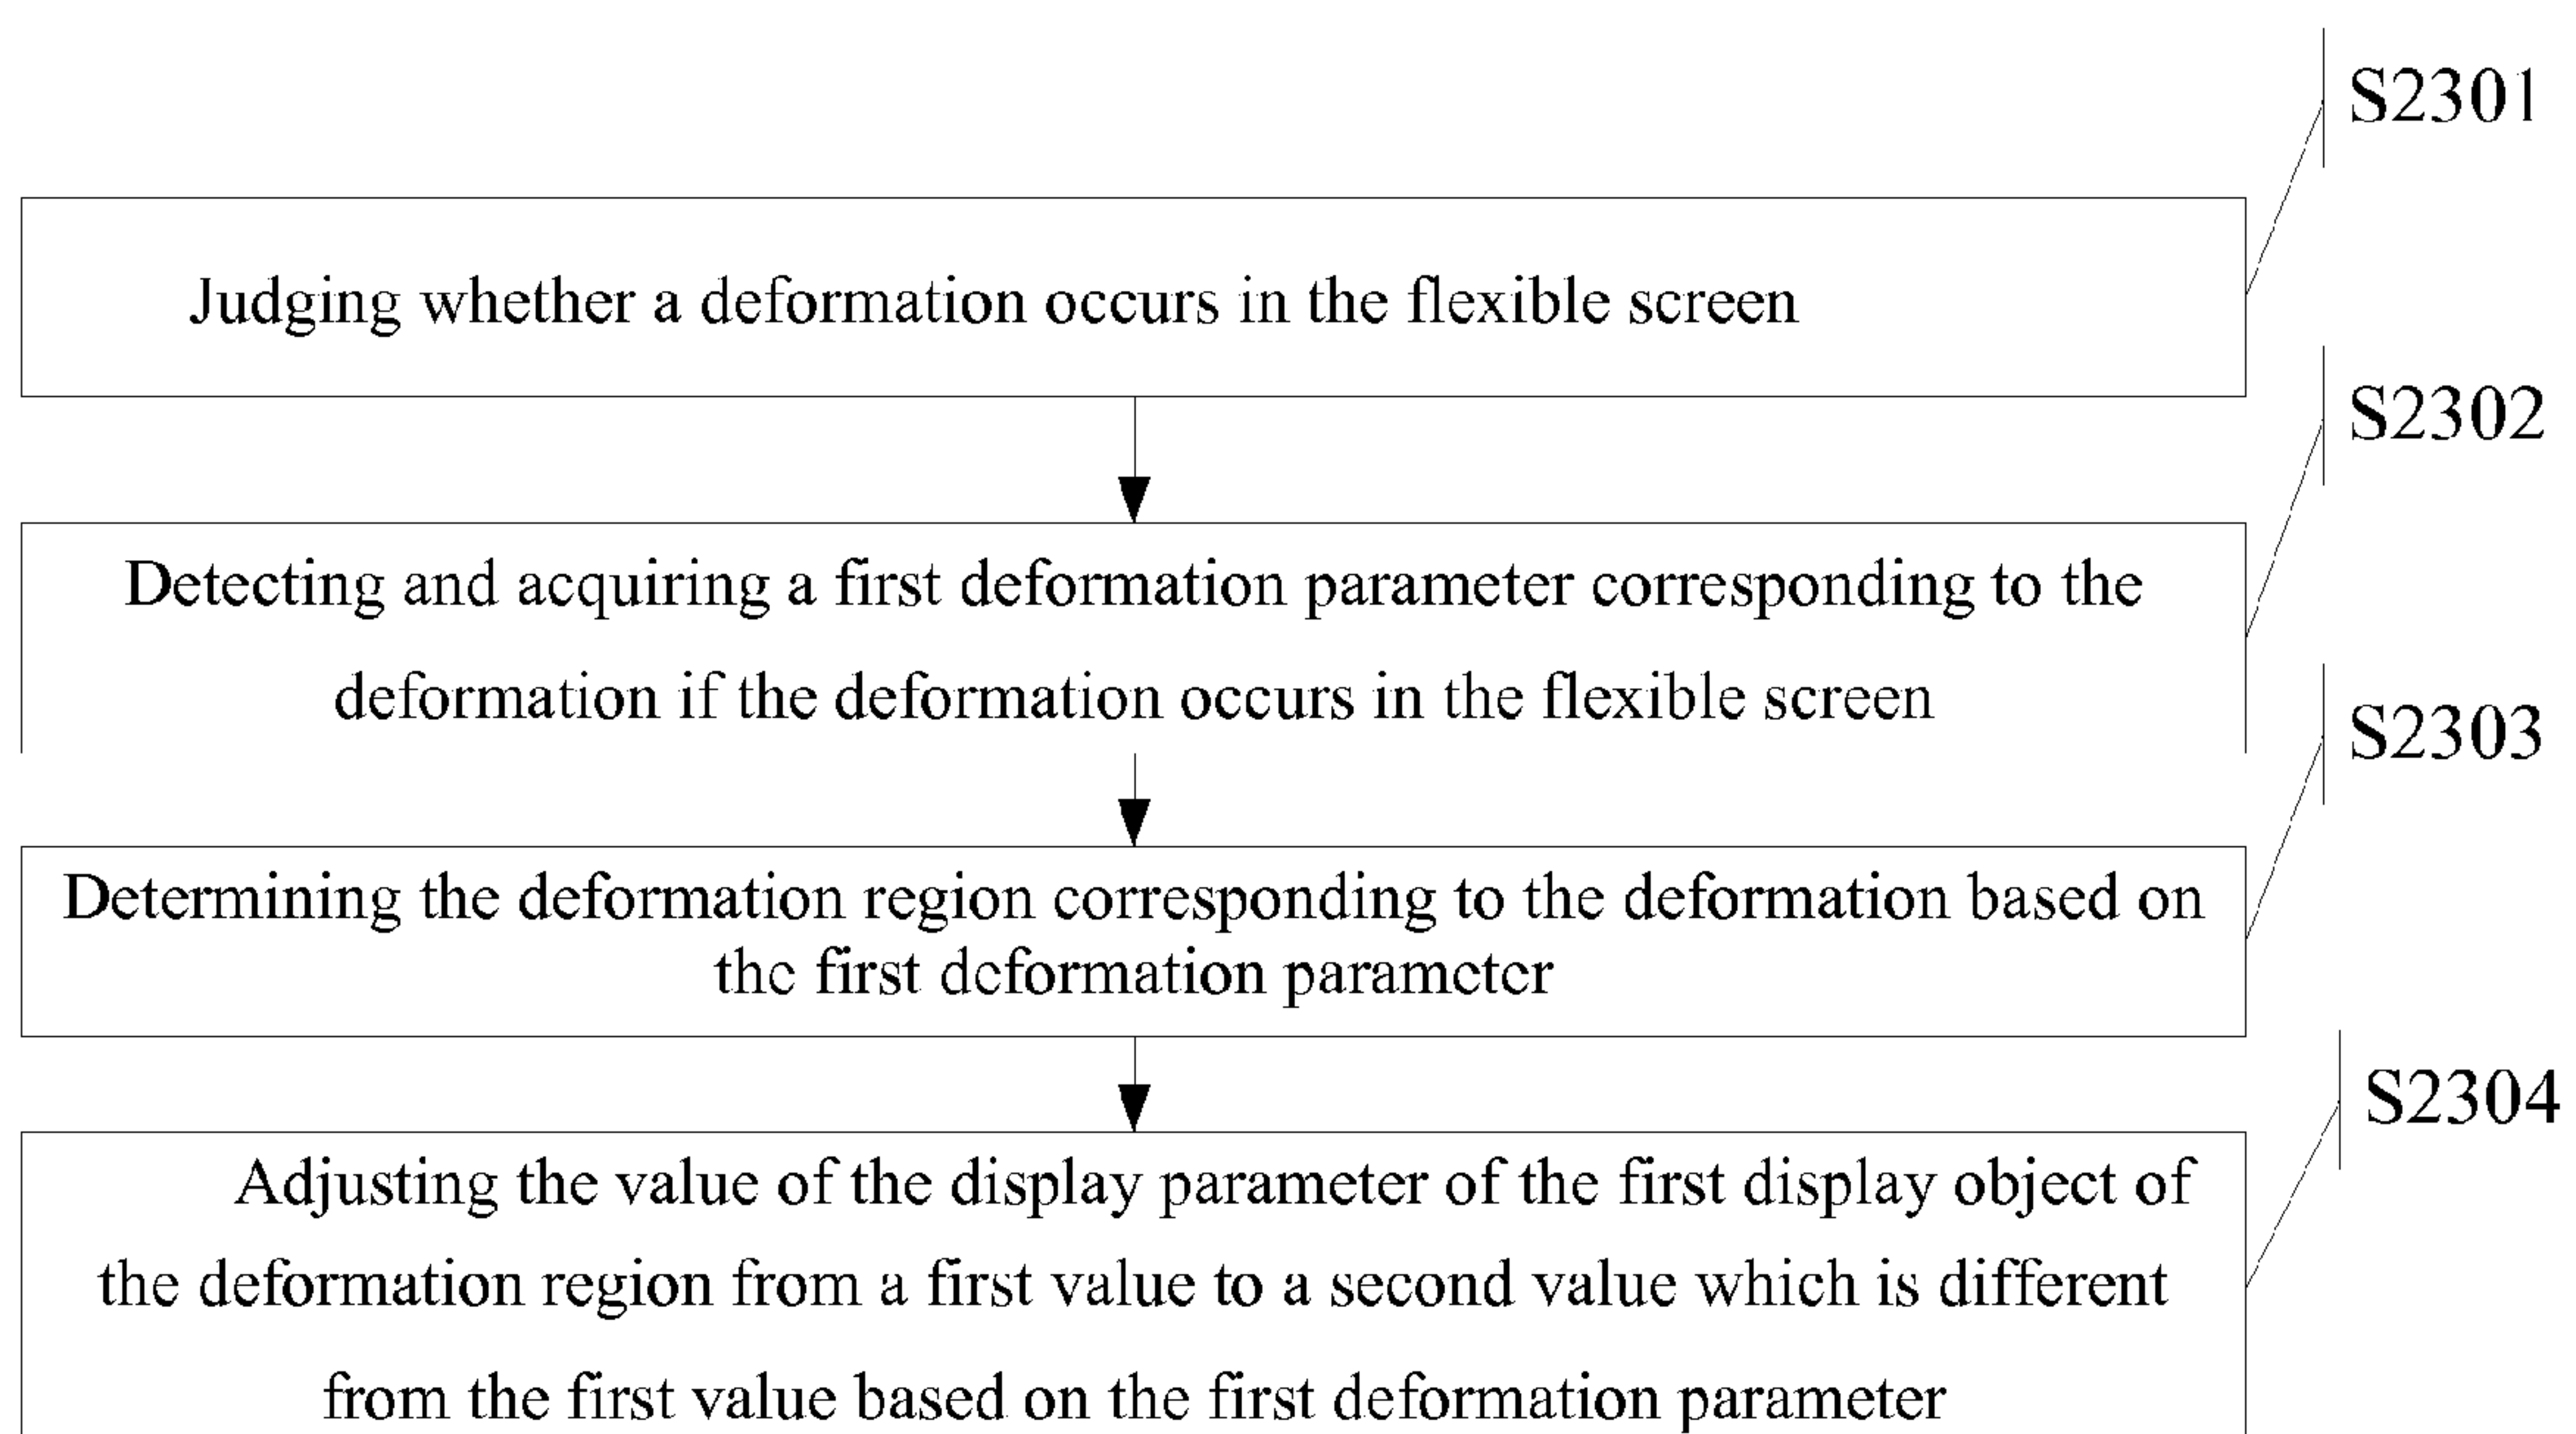 S2301
Judging whether a deformation occurs in the flexible screen
S2302
Detecting and acquiring a first deformation parameter corresponding to the
deformation if the deformation occurs in the flexible screen
S2303
Determining the deformation region corresponding to the deformation based on
the first deformation parameter
S2304
Adjusting the value of the display parameter of the first display object of
the deformation region from a first value to a second value which is different
from the first value based on the first deformation parameter